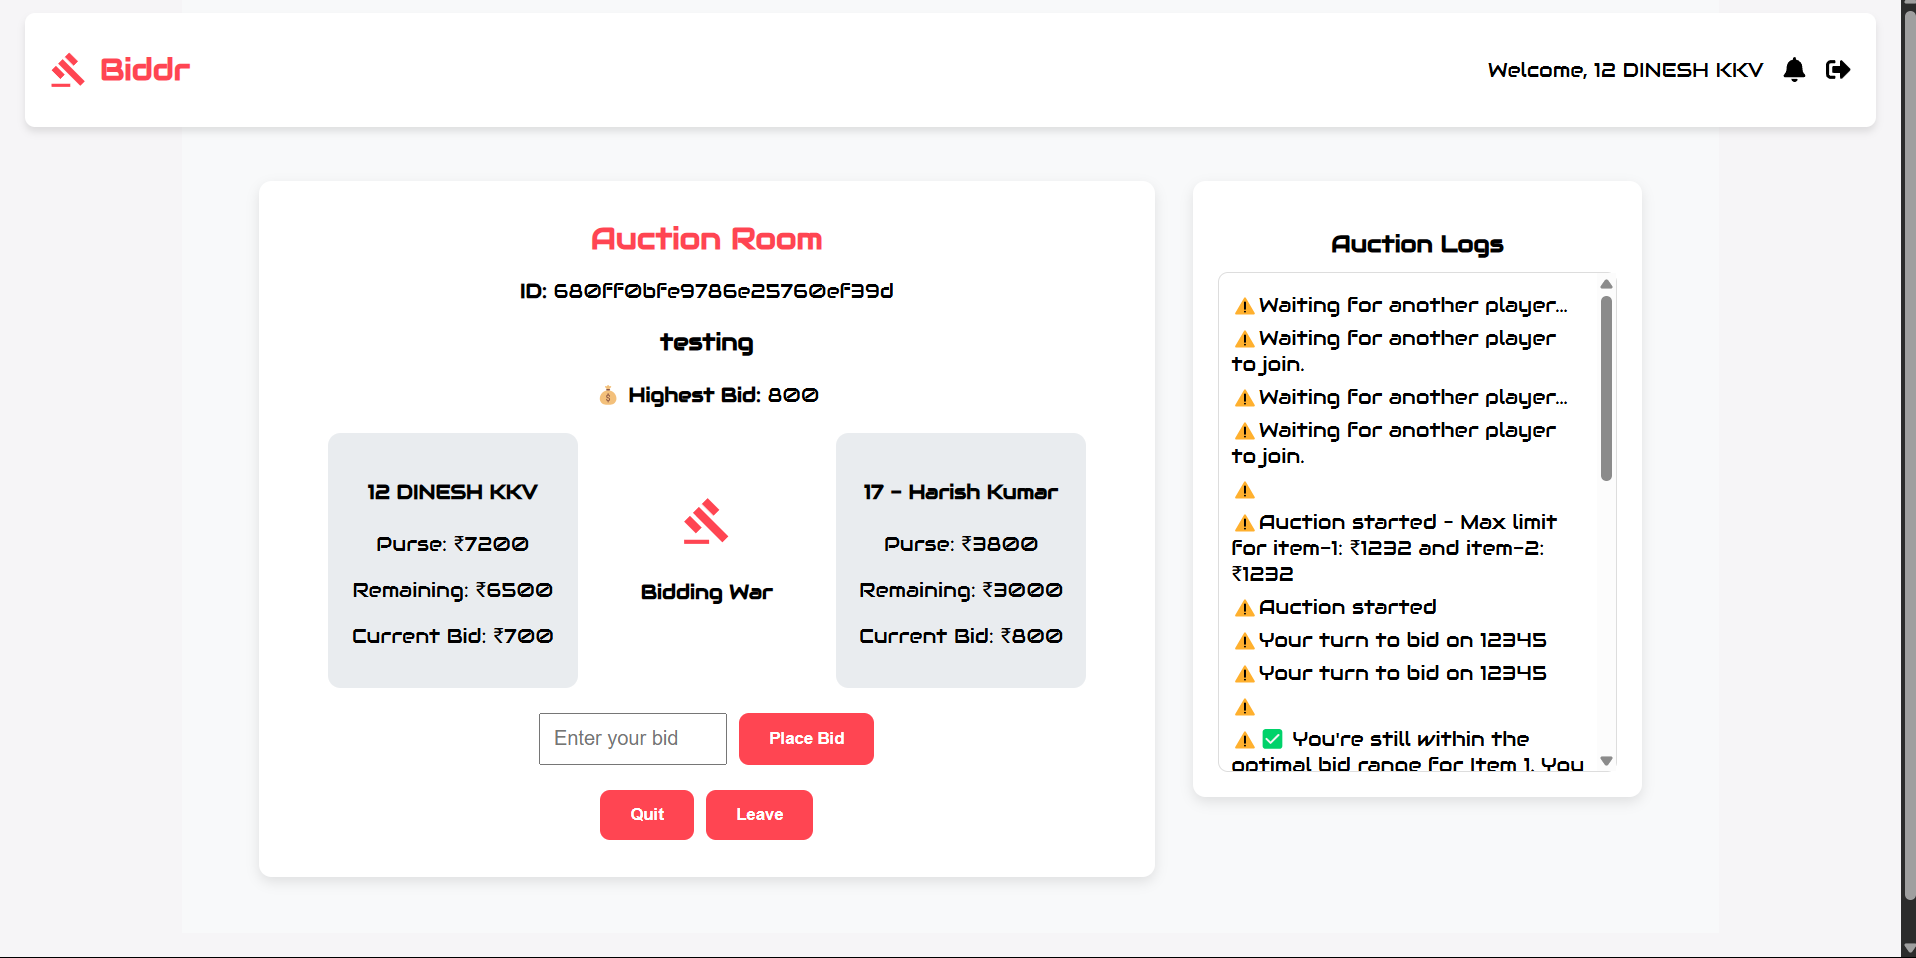 Biddr
Welcome, 12 DINESH KKV
Auction Room
ID: 680ff0bfe9786e25760ef39d
testing
💰 Highest Bid: 800
12 DINESH KKV
Purse: ₹7200
Remaining: ₹6500
Current Bid: ₹700
Bidding War
17 - Harish Kumar
Purse: ₹3800
Remaining: ₹3000
Current Bid: ₹800
Enter your bid
Place Bid
Quit
Leave
Auction Logs
⚠️Waiting for another player...
⚠️Waiting for another player
to join.
⚠️Waiting for another player...
⚠️Waiting for another player
to join.
⚠️
⚠️Auction started - Max limit
for item-1: ₹1232 and item-2:
₹1232
⚠️Auction started
⚠️Your turn to bid on 12345
⚠️Your turn to bid on 12345
⚠️
⚠️✅ You're still within the
optimal bid range for Item 1. You